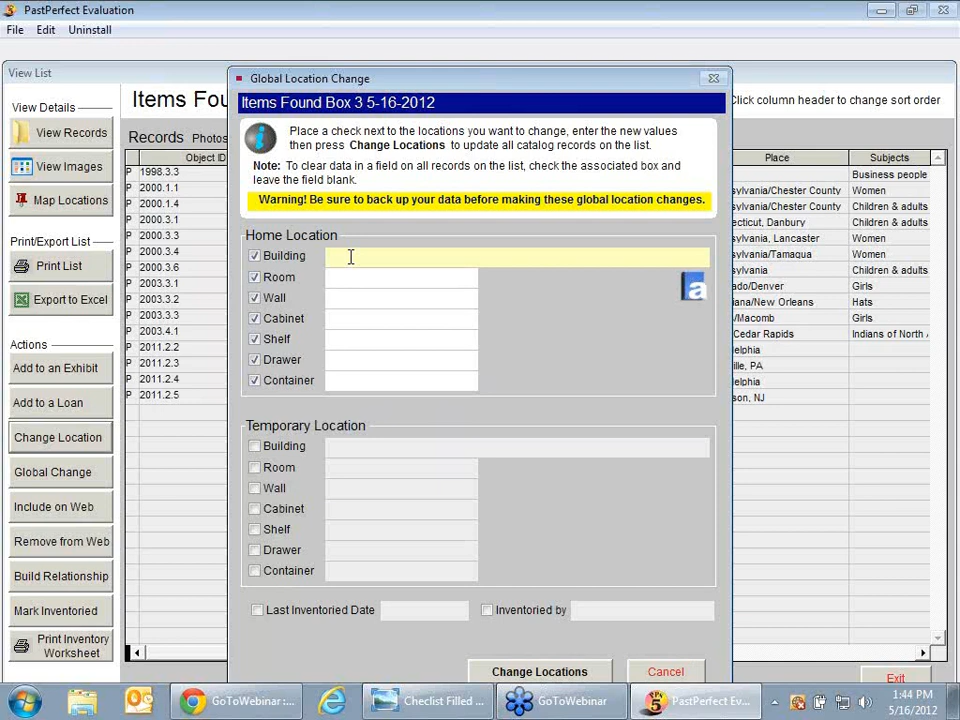 PastPerfect Evaluation
File Edit Uninstall
View List
View Details
View Records
View Images
Map Locations
Print/Export List
Print List
Export to Excel
Actions
Add to an Exhibit
Add to a Loan
Change Location
Global Change
Include on Web
Remove from Web
Build Relationship
Mark Inventoried
Print Inventory
Worksheet
Items Fou
Click column header to change sort order
Records Photos
Object ID
Place Subjects
P 1998.3.3 Business people
P 2000.1.1 sylvania/Chester County Women
P 2000.1.4 sylvania/Chester County Children & adults
P 2000.3.1 ecticut, Danbury Children & adults
P 2000.3.3 sylvania, Lancaster Women
P 2000.3.4 sylvania/Tamaqua Women
P 2000.3.6 sylvania Children & adults
P 2003.3.1 ado/Denver Girls
P 2003.3.2 iana/New Orleans Hats
P 2003.3.3 s/Macomb Girls
P 2003.4.1 Cedar Rapids Indians of North
P 2011.2.2 elphia
P 2011.2.3 ville, PA
P 2011.2.4 delphia
P 2011.2.5 son, NJ
Global Location Change
Items Found Box 3 5-16-2012
Place a check next to the locations you want to change, enter the new values
then press Change Locations to update all catalog records on the list.
Note: To clear data in a field on all records on the list, check the associated box and
leave the field blank.
Warning! Be sure to back up your data before making these global location changes.
Home Location
Building
Room
Wall
Cabinet
Shelf
Drawer
Container
a
Temporary Location
Building
Room
Wall
Cabinet
Shelf
Drawer
Container
Last Inventoried Date Inventoried by
Change Locations Cancel
Exit
GoToWebinar :... Checlist Filled ... GoToWebinar PastPerfect Ev...
1:44 PM
5/16/2012